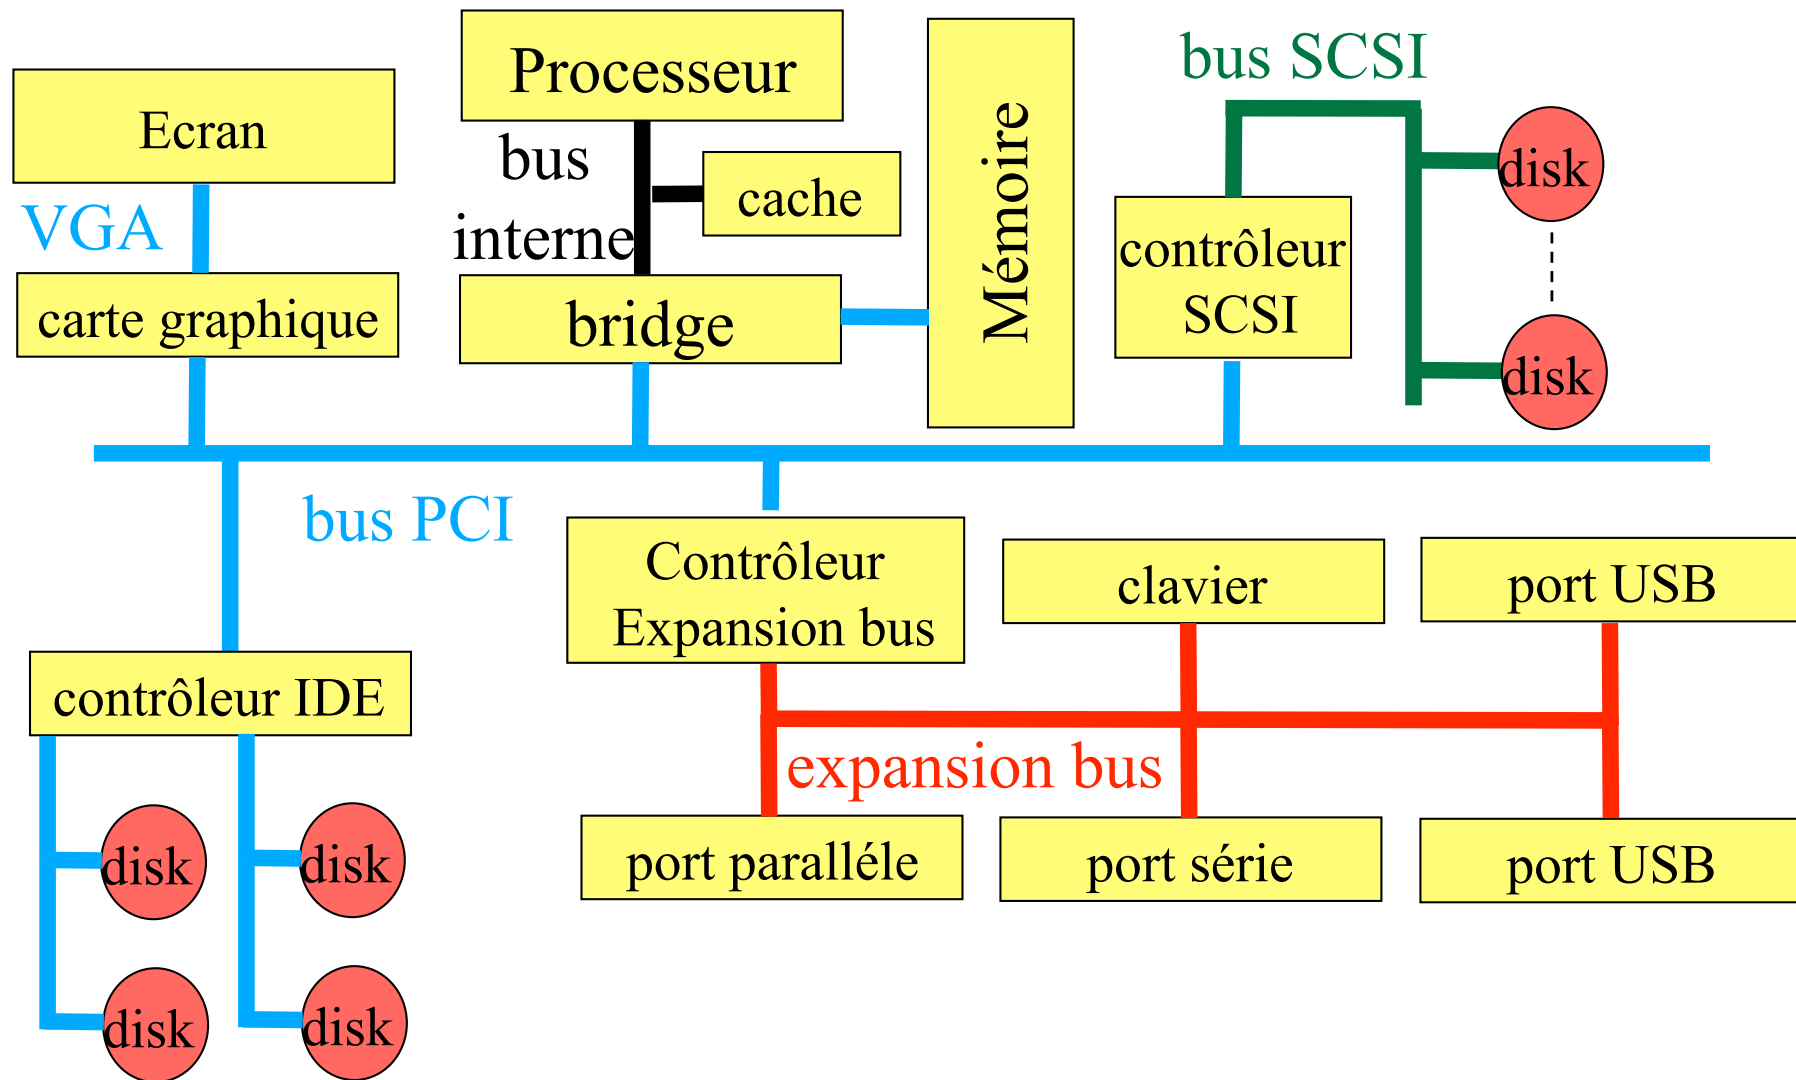 Processeur
bus SCSI
Ecran
bus
interne
cache
Mémoire
disk
VGA
contrôleur
SCSI
carte graphique
bridge
disk
bus PCI
Contrôleur
Expansion bus
clavier
port USB
contrôleur IDE
expansion bus
disk
disk
port paralléle
port série
port USB
disk
disk